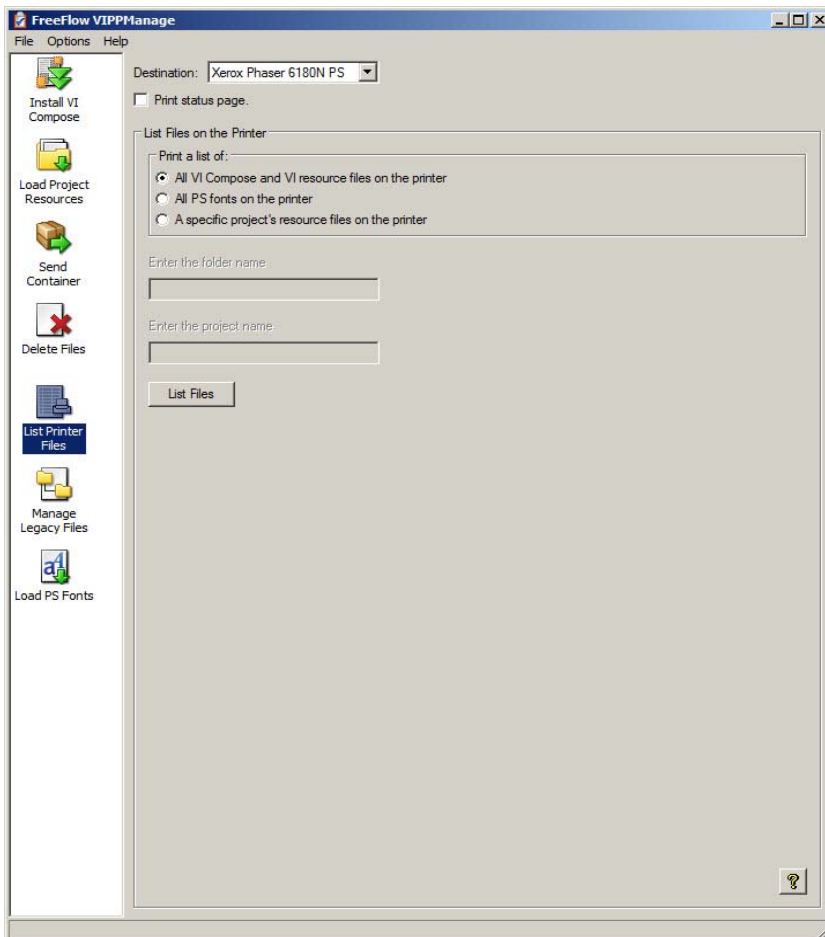 FreeFlow VIPPManage
File Options Help
Install VI
Compose
Load Project
Resources
Send
Container
Delete Files
List Printer
Files
Manage
Legacy Files
Load PS Fonts
Destination: Xerox Phaser 6180N PS
Print status page.
List Files on the Printer
Print a list of:
All VI Compose and VI resource files on the printer
All PS fonts on the printer
A specific project's resource files on the printer
Enter the folder name
Enter the project name
List Files
?